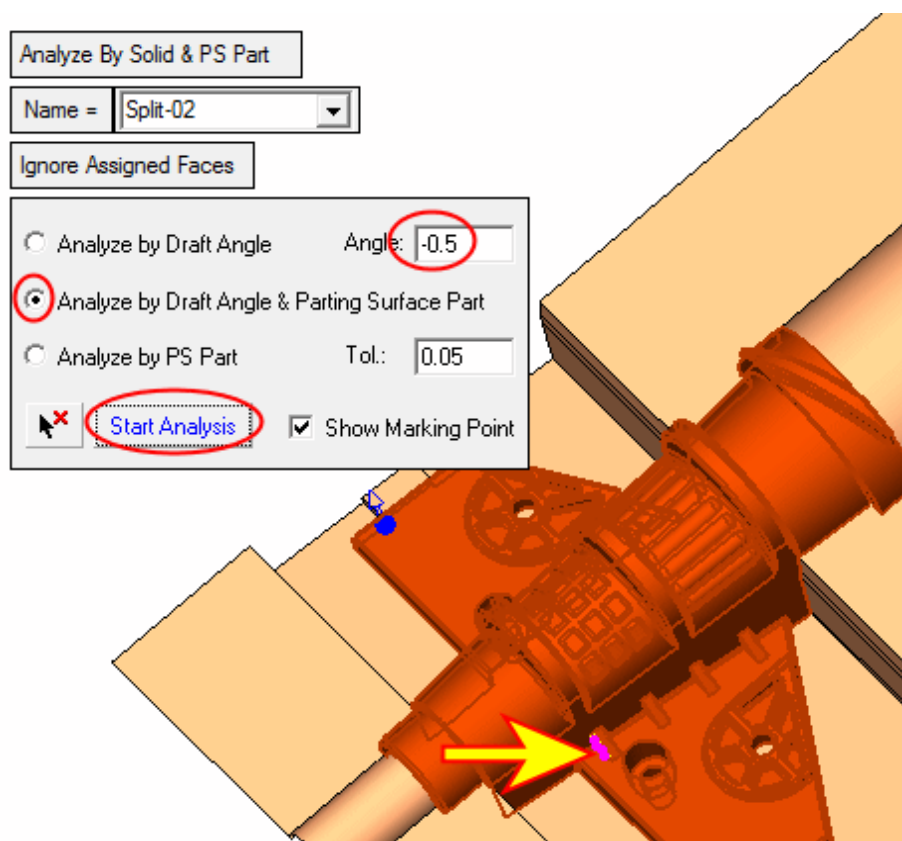 Analyze By Solid & PS Part
Name = Split-02
Ignore Assigned Faces
Analyze by Draft Angle Angle: -0.5
Analyze by Draft Angle & Parting Surface Part
Analyze by PS Part Tol.: 0.05
Start Analysis Show Marking Point